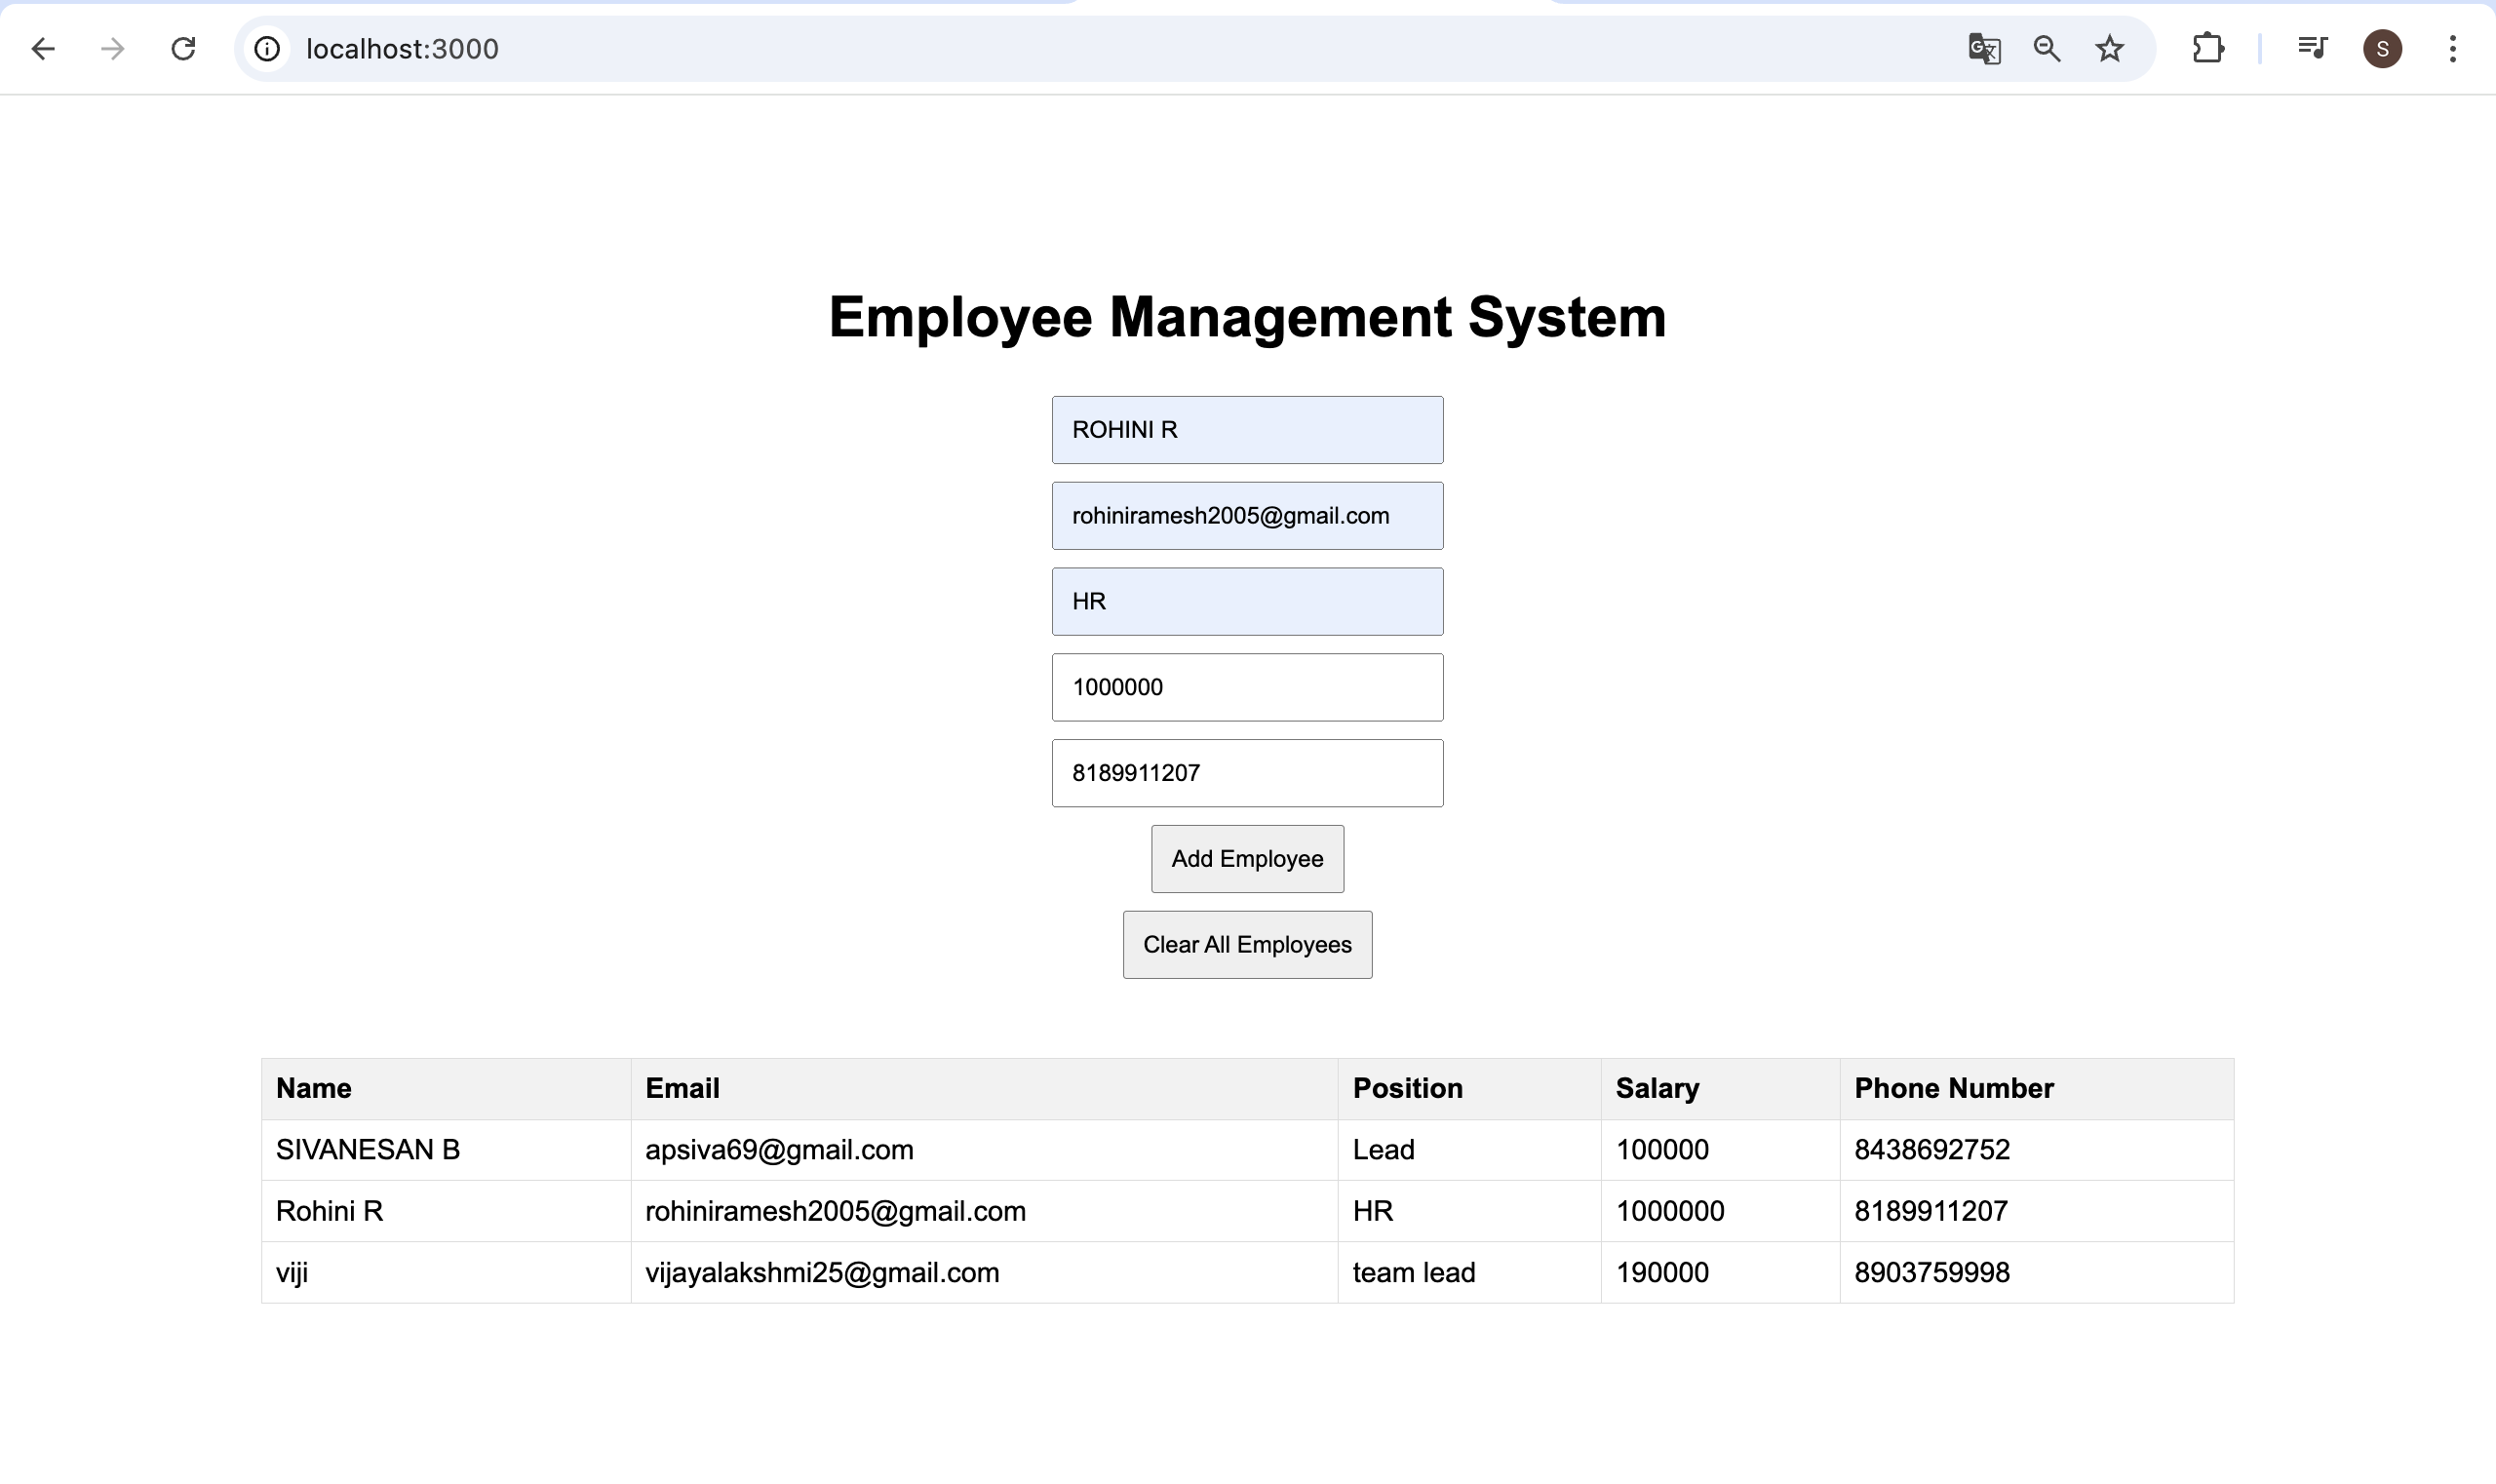 localhost:3000
S
Employee Management System
ROHINI R
rohiniramesh2005@gmail.com
HR
1000000
8189911207
Add Employee
Clear All Employees
Name Email Position Salary Phone Number
SIVANESAN B apsiva69@gmail.com Lead 100000 8438692752
Rohini R rohiniramesh2005@gmail.com HR 1000000 8189911207
viji vijayalakshmi25@gmail.com team lead 190000 8903759998